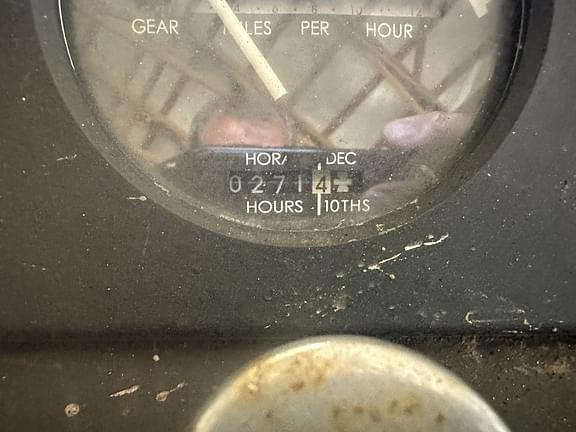 GEAR MILES PER HOUR
HORA DEC
02714
HOURS 10THS